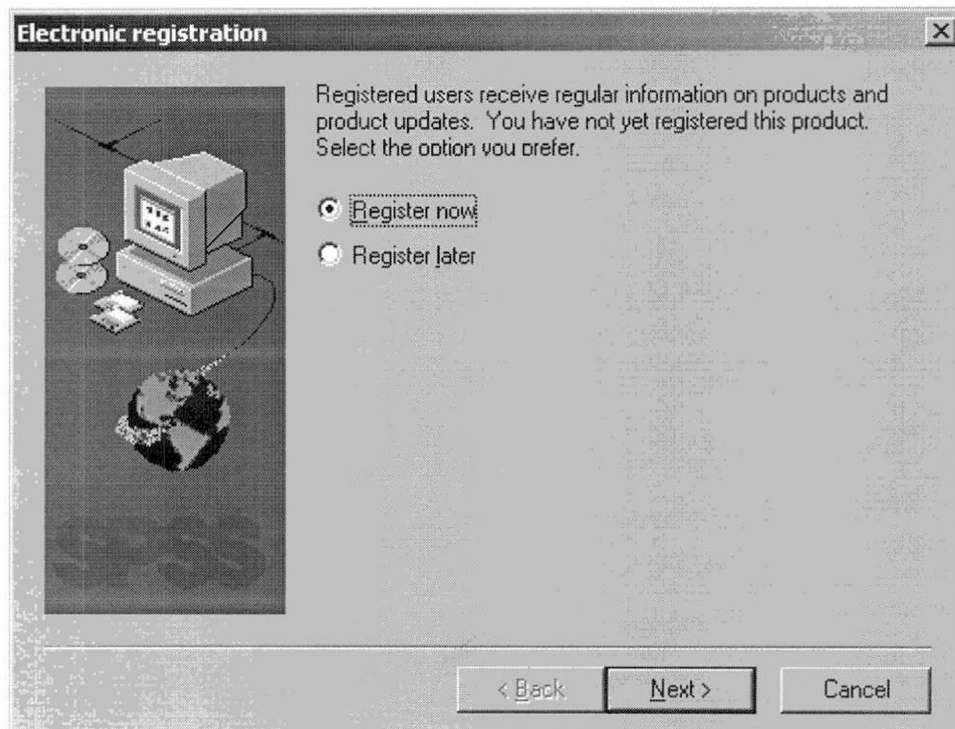 Electronic registration
Registered users receive regular information on products and
product updates. You have not yet registered this product.
Select the option you prefer.
Register now
Register later
SPSS
< Back
Next >
Cancel